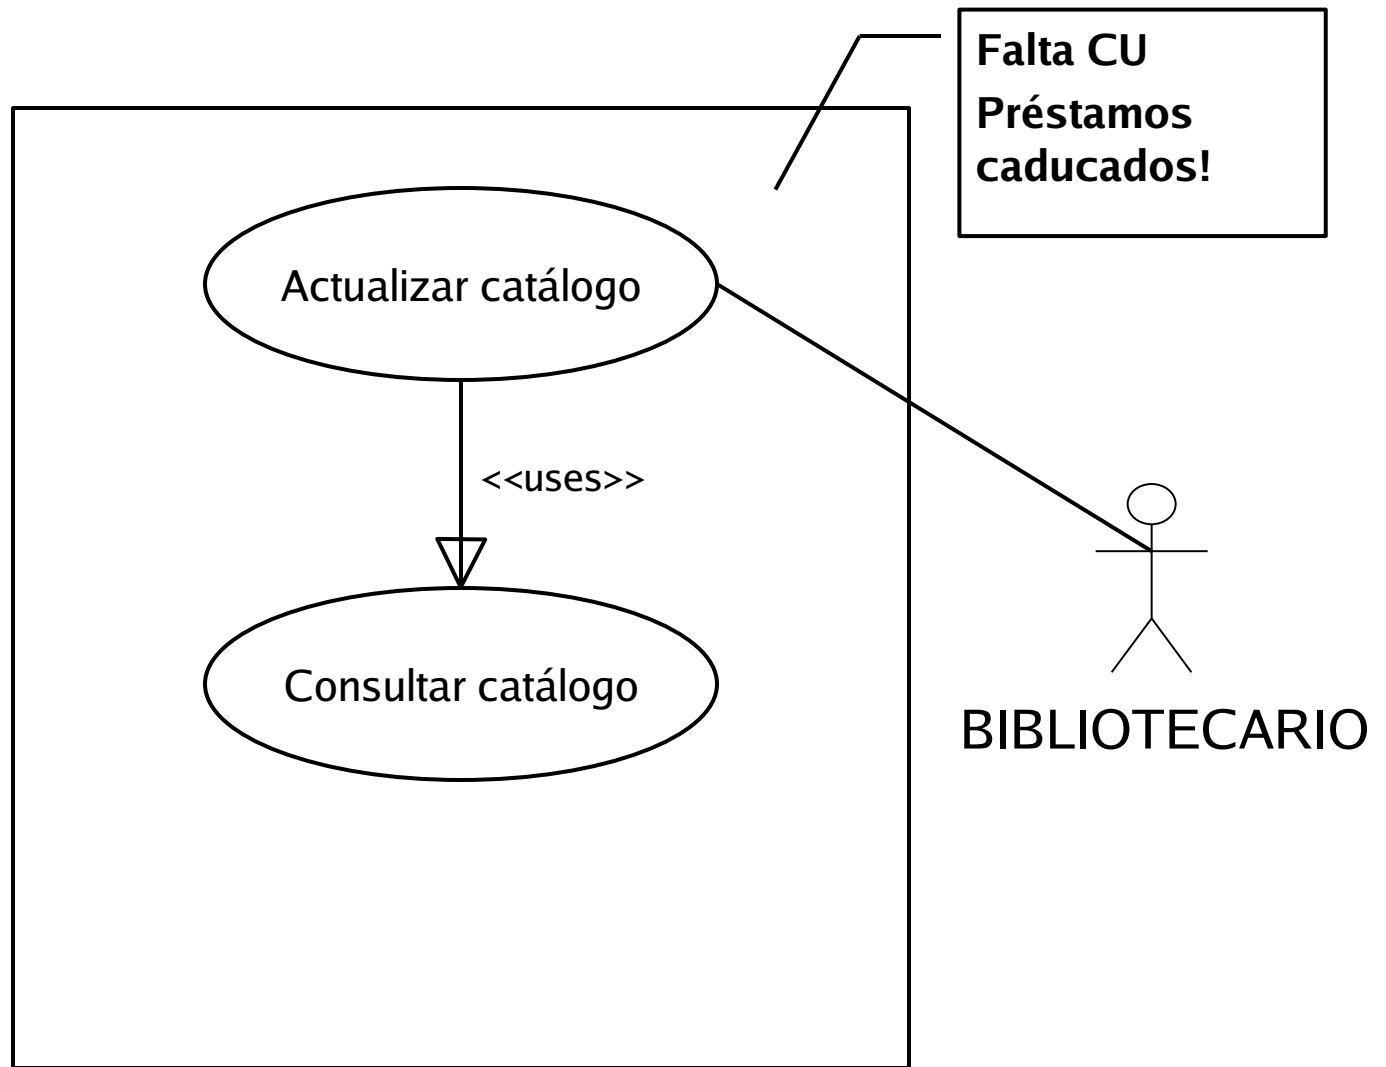 Falta CU
Préstamos
caducados!
Actualizar catálogo
<<uses>>
Consultar catálogo
BIBLIOTECARIO